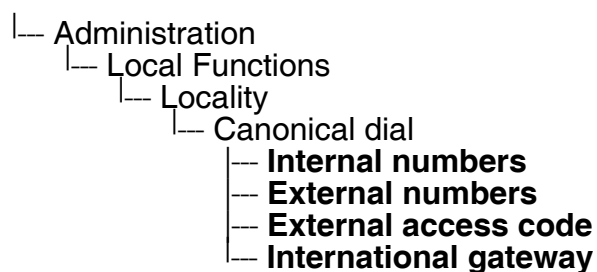 |--- Administration
|--- Local Functions
|--- Locality
|--- Canonical dial
|--- Internal numbers
|--- External numbers
|--- External access code
|--- International gateway